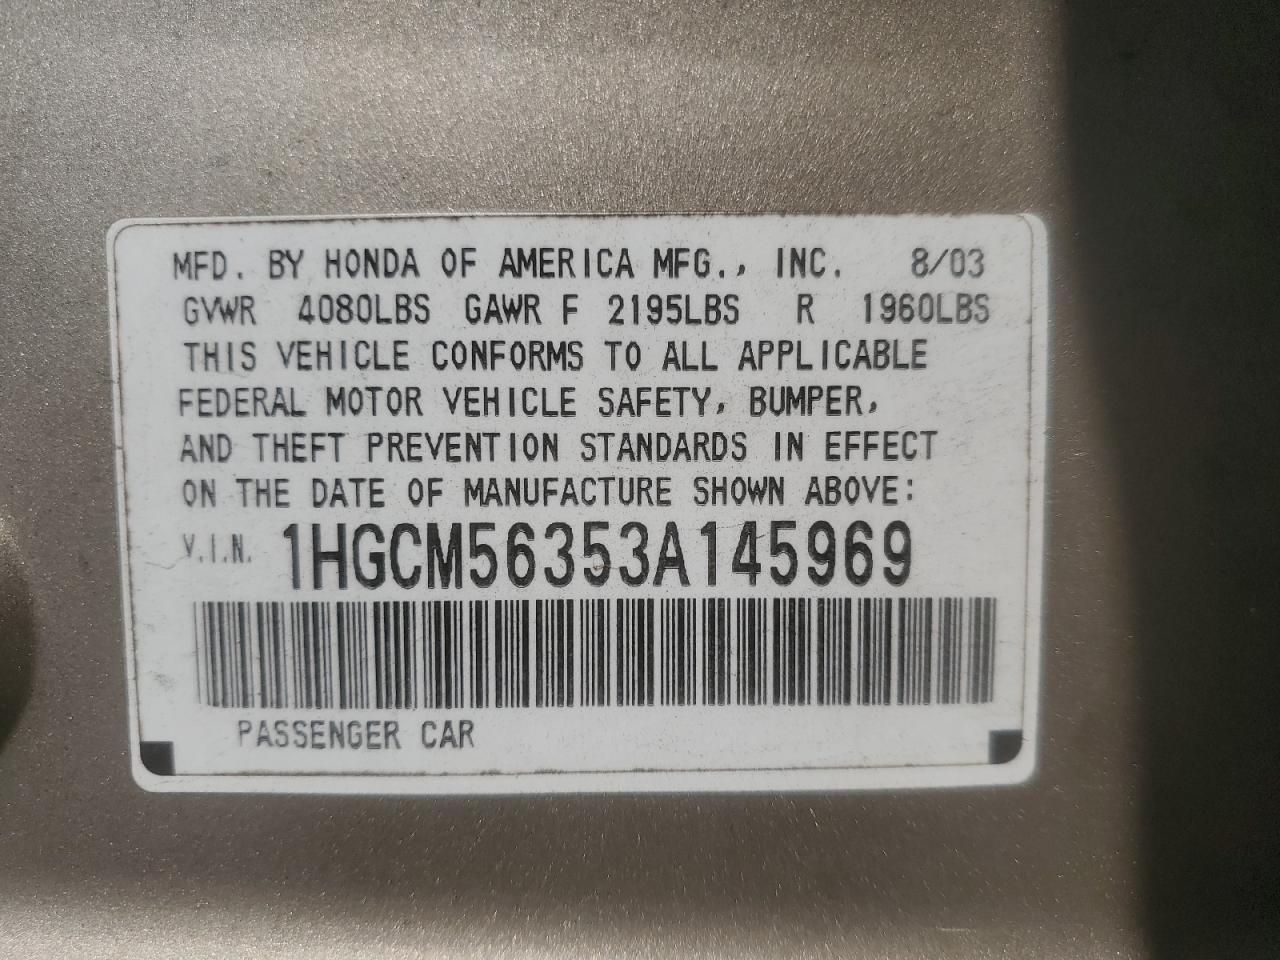 MFD. BY HONDA OF AMERICA MFG., INC. 8/03
GVWR 4080LBS GAWR F 2195LBS R 1960LBS
THIS VEHICLE CONFORMS TO ALL APPLICABLE
FEDERAL MOTOR VEHICLE SAFETY, BUMPER,
AND THEFT PREVENTION STANDARDS IN EFFECT
ON THE DATE OF MANUFACTURE SHOWN ABOVE:
V.I.N. 1HGCM56353A145969
PASSENGER CAR